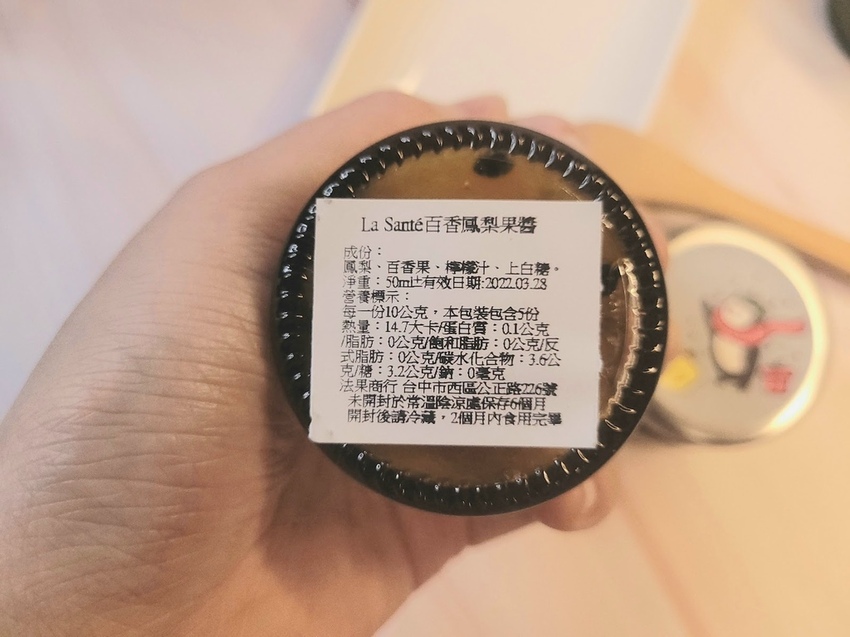 La Santé百香鳳梨果醬
成份：
鳳梨、百香果、檸檬汁、上白糖。
淨重：50ml±有效日期:2022.03.28
營養標示：
每一份10公克，本包裝包含5份
熱量：14.7大卡/蛋白質：0.1公克
/脂肪：0公克/飽和脂肪：0公克/反
式脂肪：0公克/碳水化合物：3.6公
克/糖：3.2公克/鈉：0毫克
法果商行 台中市西區公正路226號
未開封於常溫陰涼處保存6個月
開封後請冷藏，2個月內食用完畢